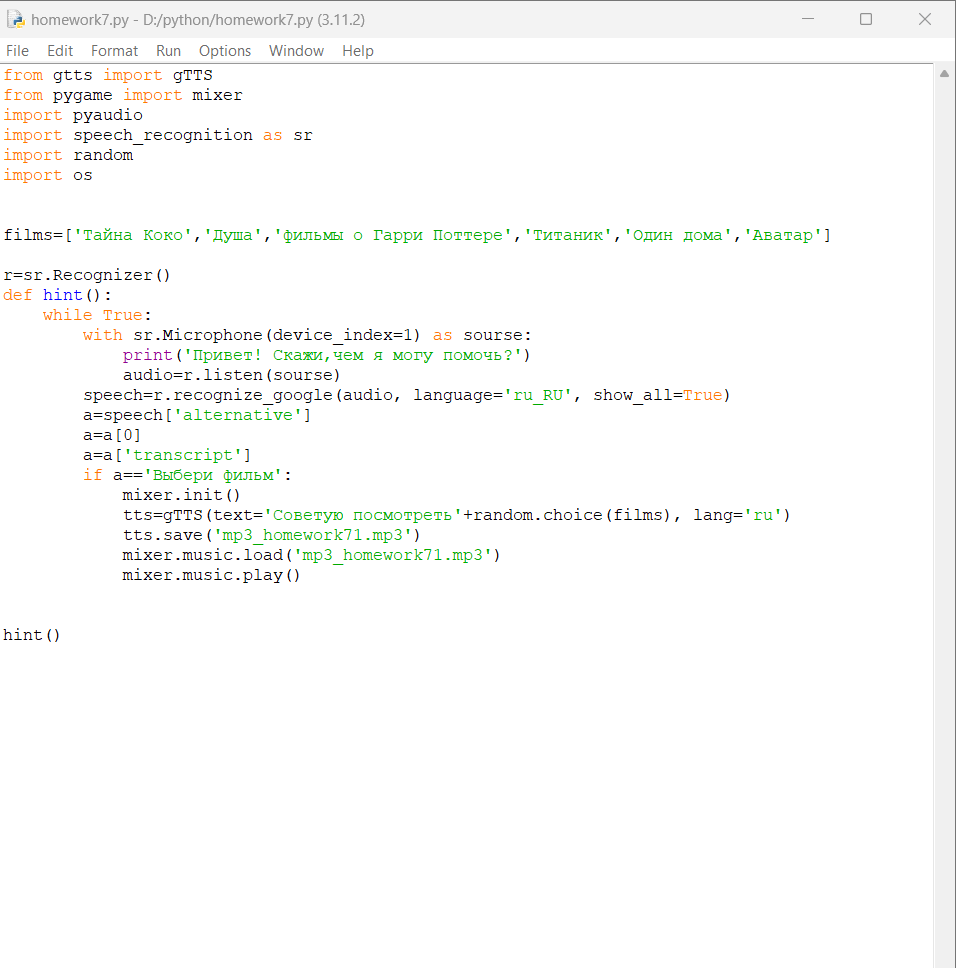 homework7.py - D:/python/homework7.py (3.11.2)
File Edit Format Run Options Window Help
from gtts import gTTS
from pygame import mixer
import pyaudio
import speech_recognition as sr
import random
import os
films=['Тайна Коко','Душа','фильмы о Гарри Поттере','Титаник','Один дома','Аватар']
r=sr.Recognizer()
def hint():
    while True:
        with sr.Microphone(device_index=1) as sourse:
            print('Привет! Скажи,чем я могу помочь?')
            audio=r.listen(sourse)
        speech=r.recognize_google(audio, language='ru_RU', show_all=True)
        a=speech['alternative']
        a=a[0]
        a=a['transcript']
        if a=='Выбери фильм':
            mixer.init()
            tts=gTTS(text='Советую посмотреть'+random.choice(films), lang='ru')
            tts.save('mp3_homework71.mp3')
            mixer.music.load('mp3_homework71.mp3')
            mixer.music.play()
hint()